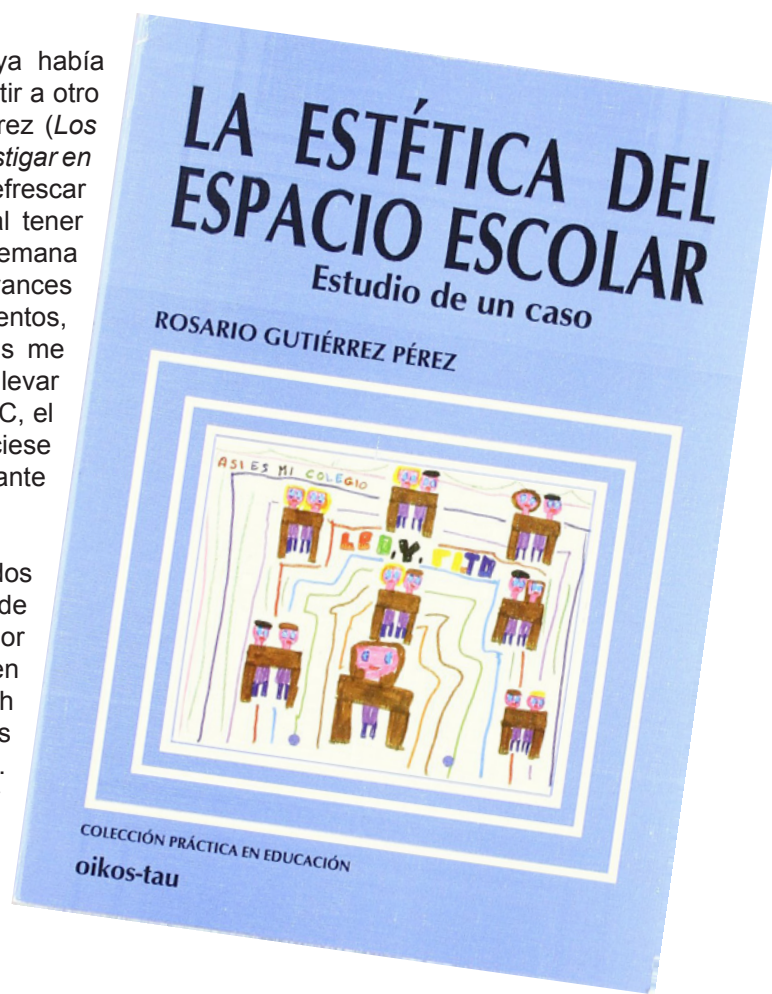 ya había
tir a otro
rez (Los
stigar en
efrescar
al tener
emana
ances
entos,
s me
levar
C, el
ciese
ante
los
de
or
en
h
s
.
LA ESTÉTICA DEL
ESPACIO ESCOLAR
Estudio de un caso
ROSARIO GUTIÉRREZ PÉREZ
ASI ES MI COLEGIO
COLECCIÓN PRÁCTICA EN EDUCACIÓN
oikos-tau